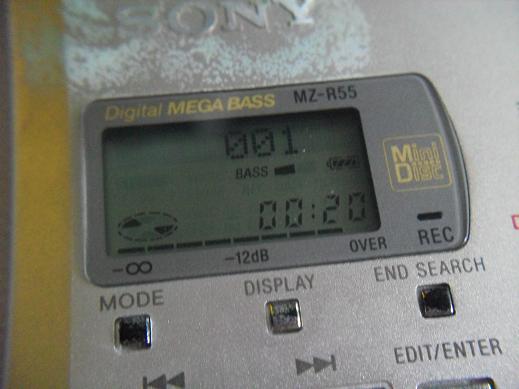 SONY
Digital MEGA BASS MZ-R55
001
BASS
Mini
Disc
00:20
-∞ -12dB OVER
REC
MODE DISPLAY END SEARCH
EDIT/ENTER